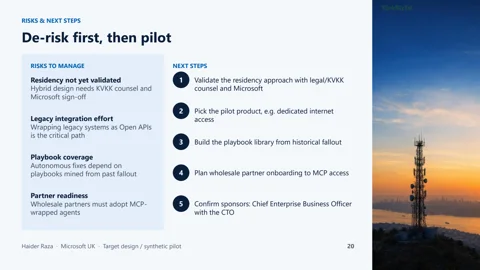 RISKS & NEXT STEPS
De-risk first, then pilot
RISKS TO MANAGE
Residency not yet validated
Hybrid design needs KVKK counsel and
Microsoft sign-off
Legacy integration effort
Wrapping legacy systems as Open APIs
is the critical path
Playbook coverage
Autonomous fixes depend on
playbooks mined from past fallout
Partner readiness
Wholesale partners must adopt MCP-
wrapped agents
NEXT STEPS
1 Validate the residency approach with legal/KVKK
counsel and Microsoft
2 Pick the pilot product, e.g. dedicated internet
access
3 Build the playbook library from historical fallout
4 Plan wholesale partner onboarding to MCP access
5 Confirm sponsors: Chief Enterprise Business Officer
with the CTO
Haider Raza · Microsoft UK · Target design / synthetic pilot
20